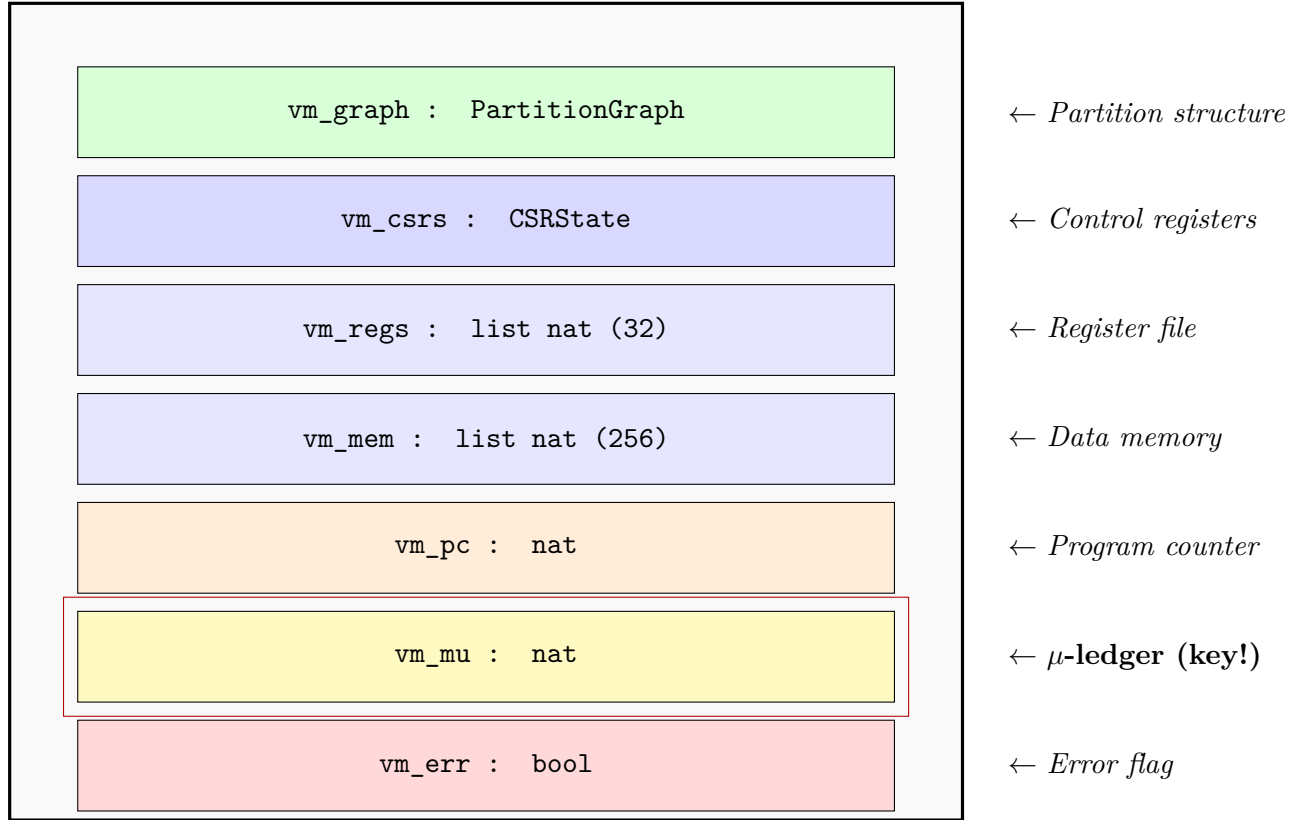 vm_graph : PartitionGraph ← Partition structure
vm_csrs : CSRState ← Control registers
vm_regs : list nat (32) ← Register file
vm_mem : list nat (256) ← Data memory
vm_pc : nat ← Program counter
vm_mu : nat ← μ-ledger (key!)
vm_err : bool ← Error flag